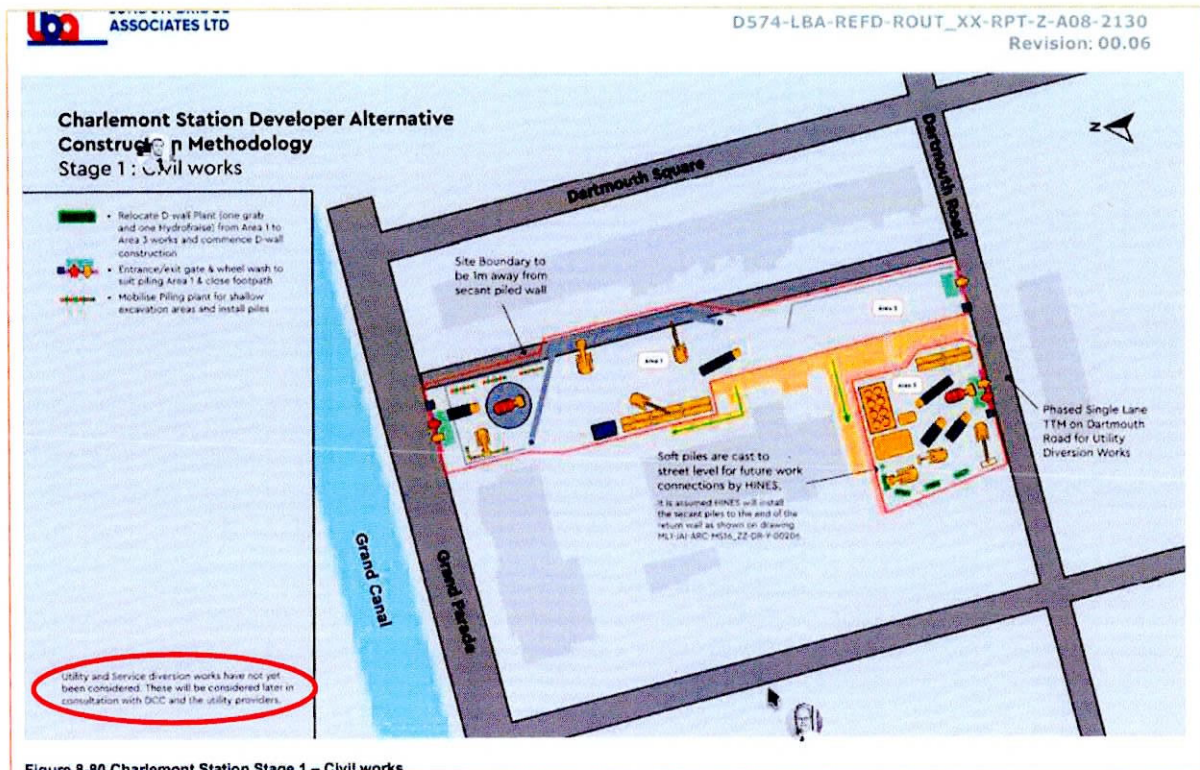 lba
LONDON BRIDGE
ASSOCIATES LTD
D574-LBA-REFD-ROUT_XX-RPT-Z-A08-2130
Revision: 00.06
Charlemont Station Developer Alternative
Construct n Methodology
Stage 1 : Civil works
• Relocate D-wall Plant (one grab
and one Hydrofraise) from Area 1 to
Area 3 works and commence D-wall
construction
• Entrance/exit gate & wheel wash to
suit piling Area 1 & close footpath
• Mobilise Piling plant for shallow
excavation areas and install piles
Utility and Service diversion works have not yet
been considered. These will be considered later in
consultation with DCC and the utility providers.
Site Boundary to
be 1m away from
secant piled wall
Dartmouth Square
Dartmouth Road
N
Area 1
Area 2
Area 3
Phased Single Lane
TTM on Dartmouth
Road for Utility
Diversion Works
Soft piles are cast to
street level for future work
connections by HINES.
It is assumed HINES will install
the secant piles to the end of the
return wall as shown on drawing
Grand Canal
Grand Parade
Figure 8-80 Charlemont Station Stage 1 – Civil works